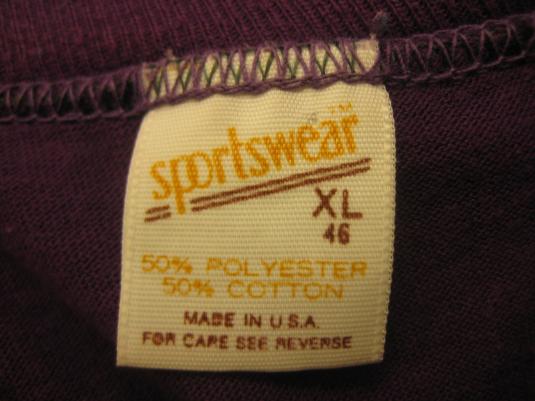 sportswear™
XL
46
50% POLYESTER
50% COTTON
MADE IN U.S.A.
FOR CARE SEE REVERSE